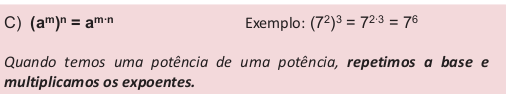 C) (aᵐ)ⁿ = aᵐ·ⁿ Exemplo: (7²)³ = 7²·³ = 7⁶
Quando temos uma potência de uma potência, repetimos a base e
multiplicamos os expoentes.